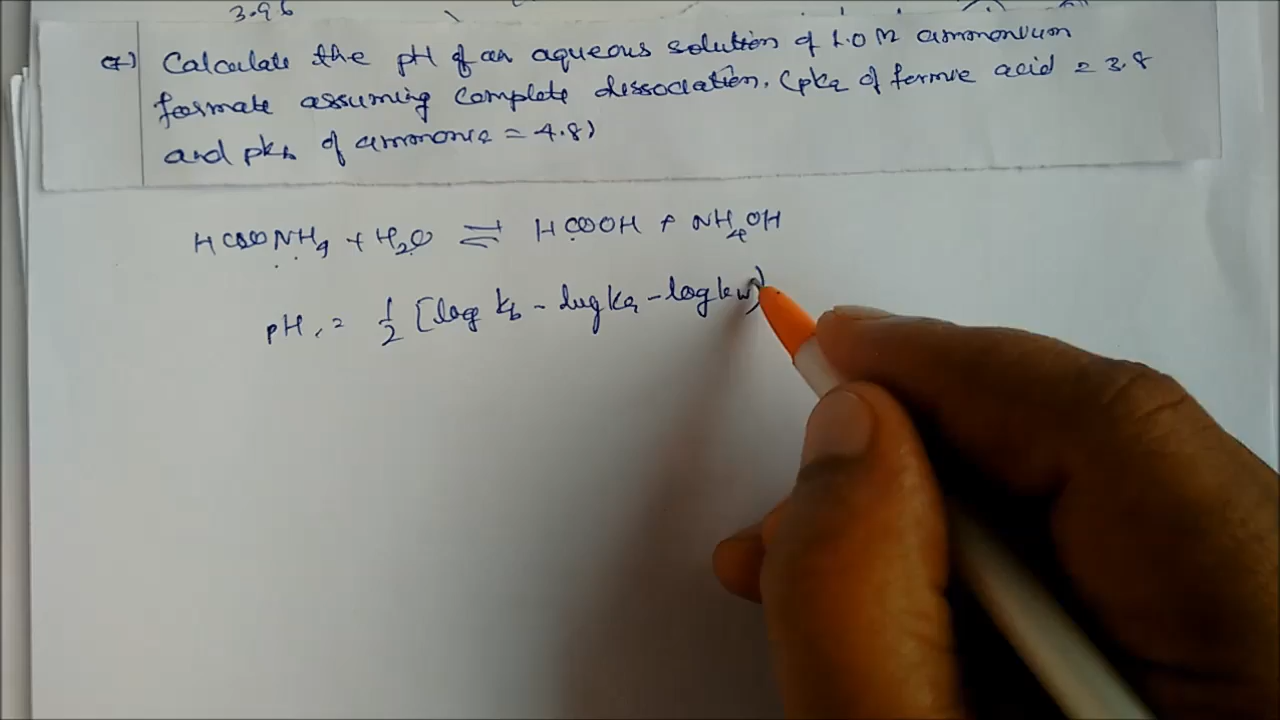 3.96
Q) Calculate the pH of an aqueous solution of 1.0 M ammonium
formate assuming complete dissociation. (pka of formic acid = 3.8
and pkb of ammonia = 4.8)
HCOONH4 + H2O ⇌ HCOOH + NH4OH
pH = 1/2 [log kb - log ka - log kw]